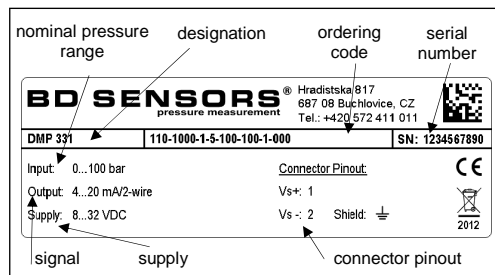 nominal pressure range
designation
ordering code
serial number
BD SENSORS®
pressure measurement
Hradistska 817
687 08 Buchlovice, CZ
Tel.: +420 572 411 011
DMP 331
110-1000-1-5-100-100-1-000
SN: 1234567890
Input: 0...100 bar
Output: 4...20 mA/2-wire
Supply: 8...32 VDC
Connector Pinout:
Vs+: 1
Vs -: 2 Shield:
CE
2012
signal
supply
connector pinout